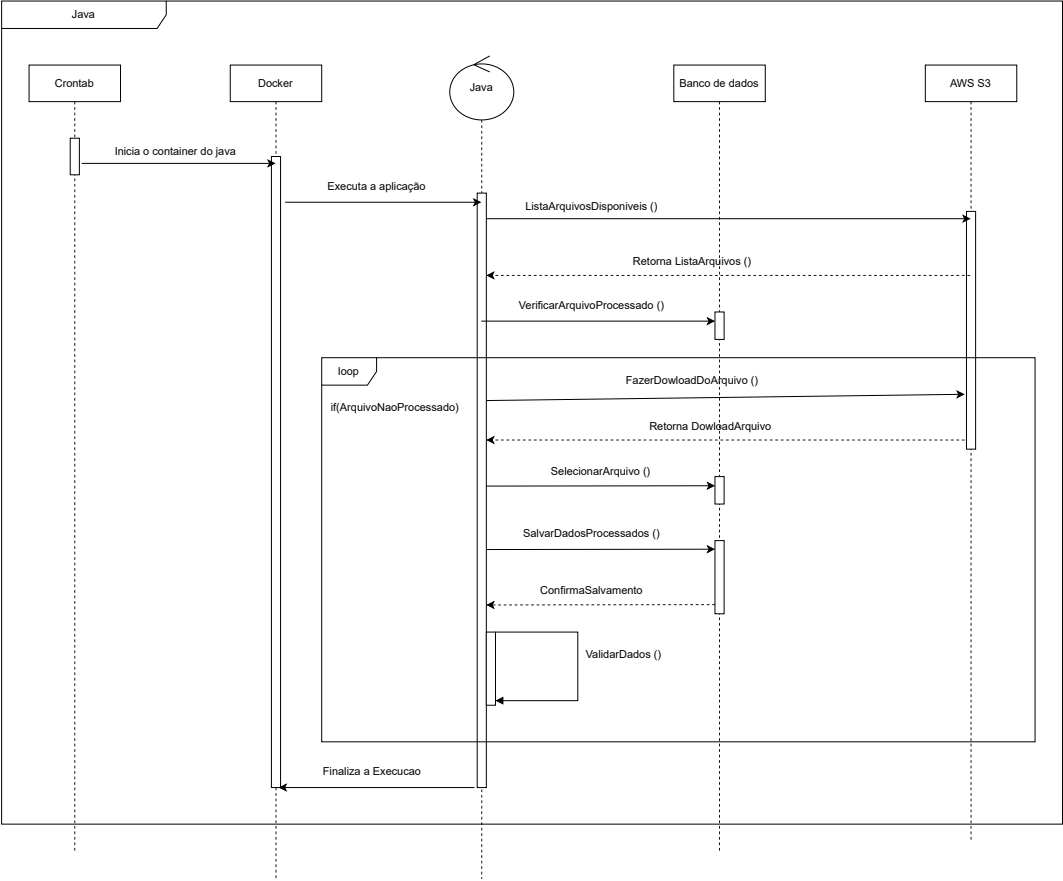 Java
Crontab
Docker
Java
Banco de dados
AWS S3
Inicia o container do java
Executa a aplicação
ListaArquivosDisponiveis ()
Retorna ListaArquivos ()
VerificarArquivoProcessado ()
loop
FazerDowloadDoArquivo ()
if(ArquivoNaoProcessado)
Retorna DowloadArquivo
SelecionarArquivo ()
SalvarDadosProcessados ()
ConfirmaSalvamento
ValidarDados ()
Finaliza a Execucao